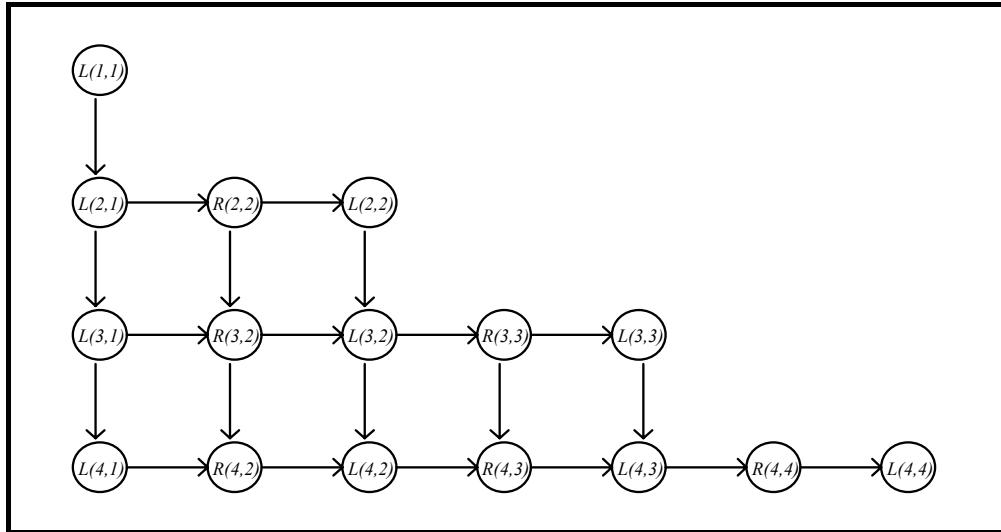 L(1,1)
L(2,1) R(2,2) L(2,2)
L(3,1) R(3,2) L(3,2) R(3,3) L(3,3)
L(4,1) R(4,2) L(4,2) R(4,3) L(4,3) R(4,4) L(4,4)